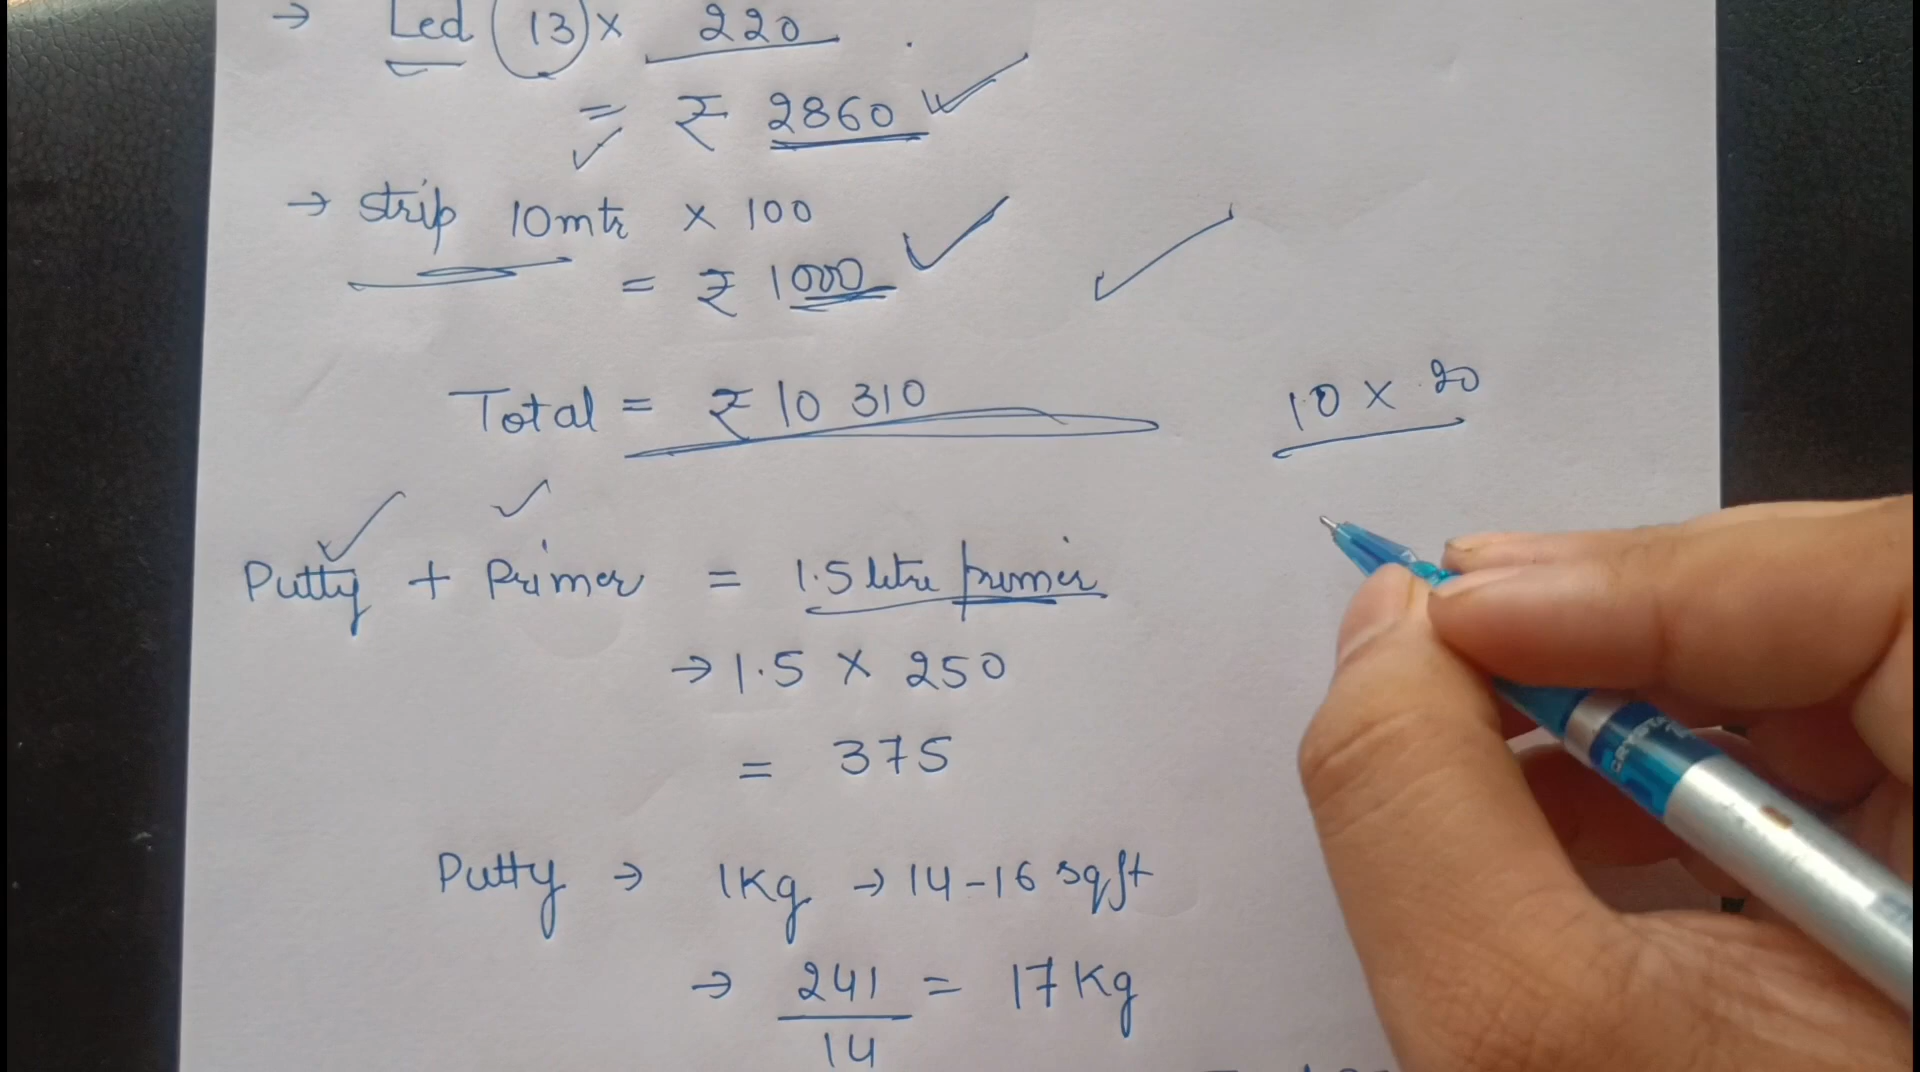 → Led (13) × 220
= ₹ 2860
→ strip 10mtr × 100
= ₹ 1000
Total = ₹ 10 310
10 × 20
Putty + Primer = 1.5 litre primer
→ 1.5 × 250
= 375
Putty → 1Kg → 14-16 sqft
→ 241 / 14 = 17 Kg